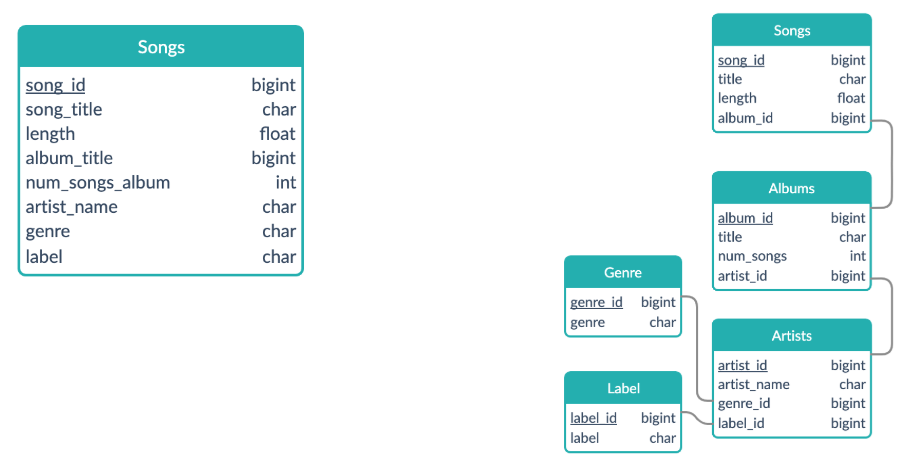 Songs
song_id bigint
song_title char
length float
album_title bigint
num_songs_album int
artist_name char
genre char
label char
Songs
song_id bigint
title char
length float
album_id bigint
Albums
album_id bigint
title char
num_songs int
artist_id bigint
Genre
genre_id bigint
genre char
Label
label_id bigint
label char
Artists
artist_id bigint
artist_name char
genre_id bigint
label_id bigint